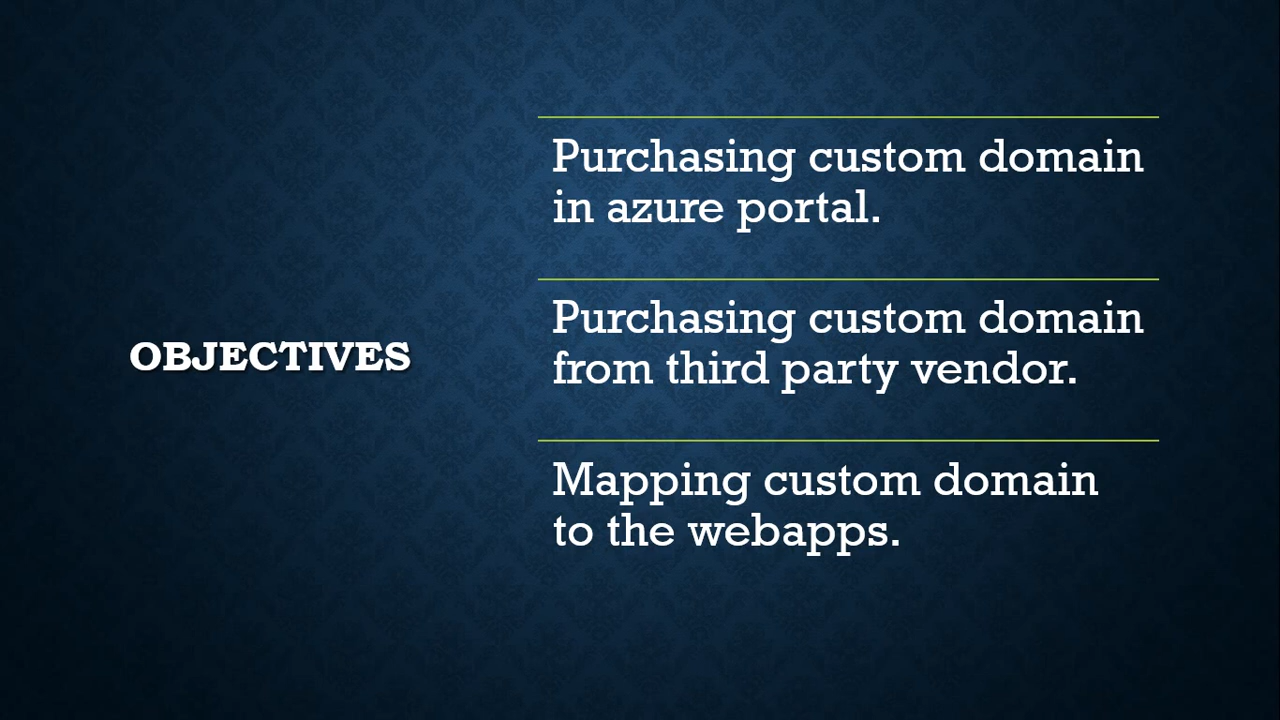 OBJECTIVES
Purchasing custom domain
in azure portal.
Purchasing custom domain
from third party vendor.
Mapping custom domain
to the webapps.